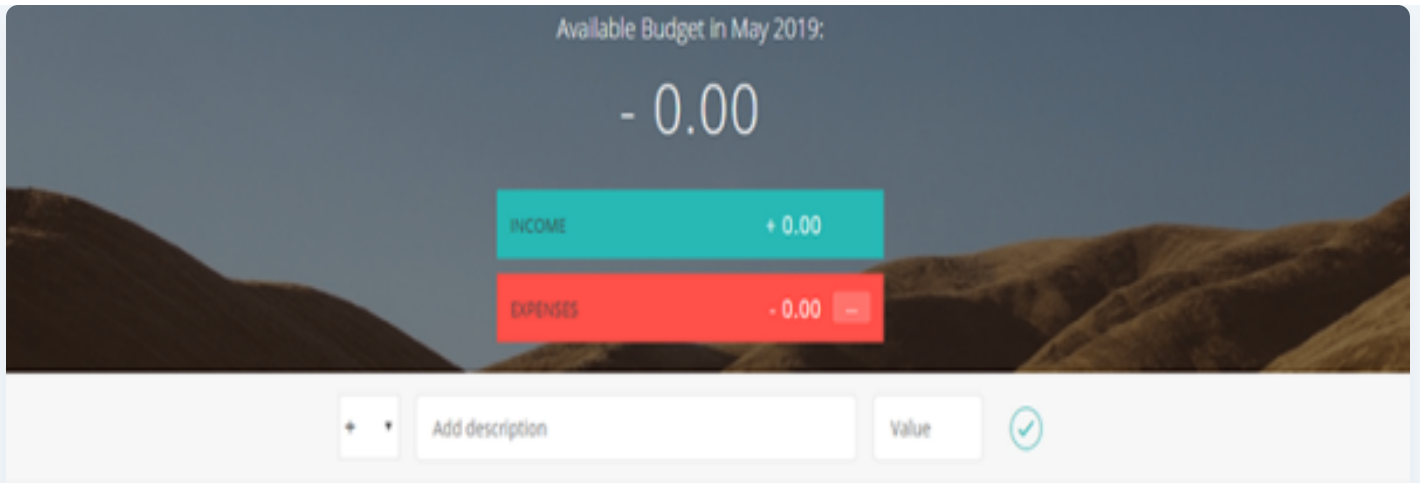 Available Budget in May 2019:
- 0.00
INCOME + 0.00
EXPENSES - 0.00 ---
+ Add description Value